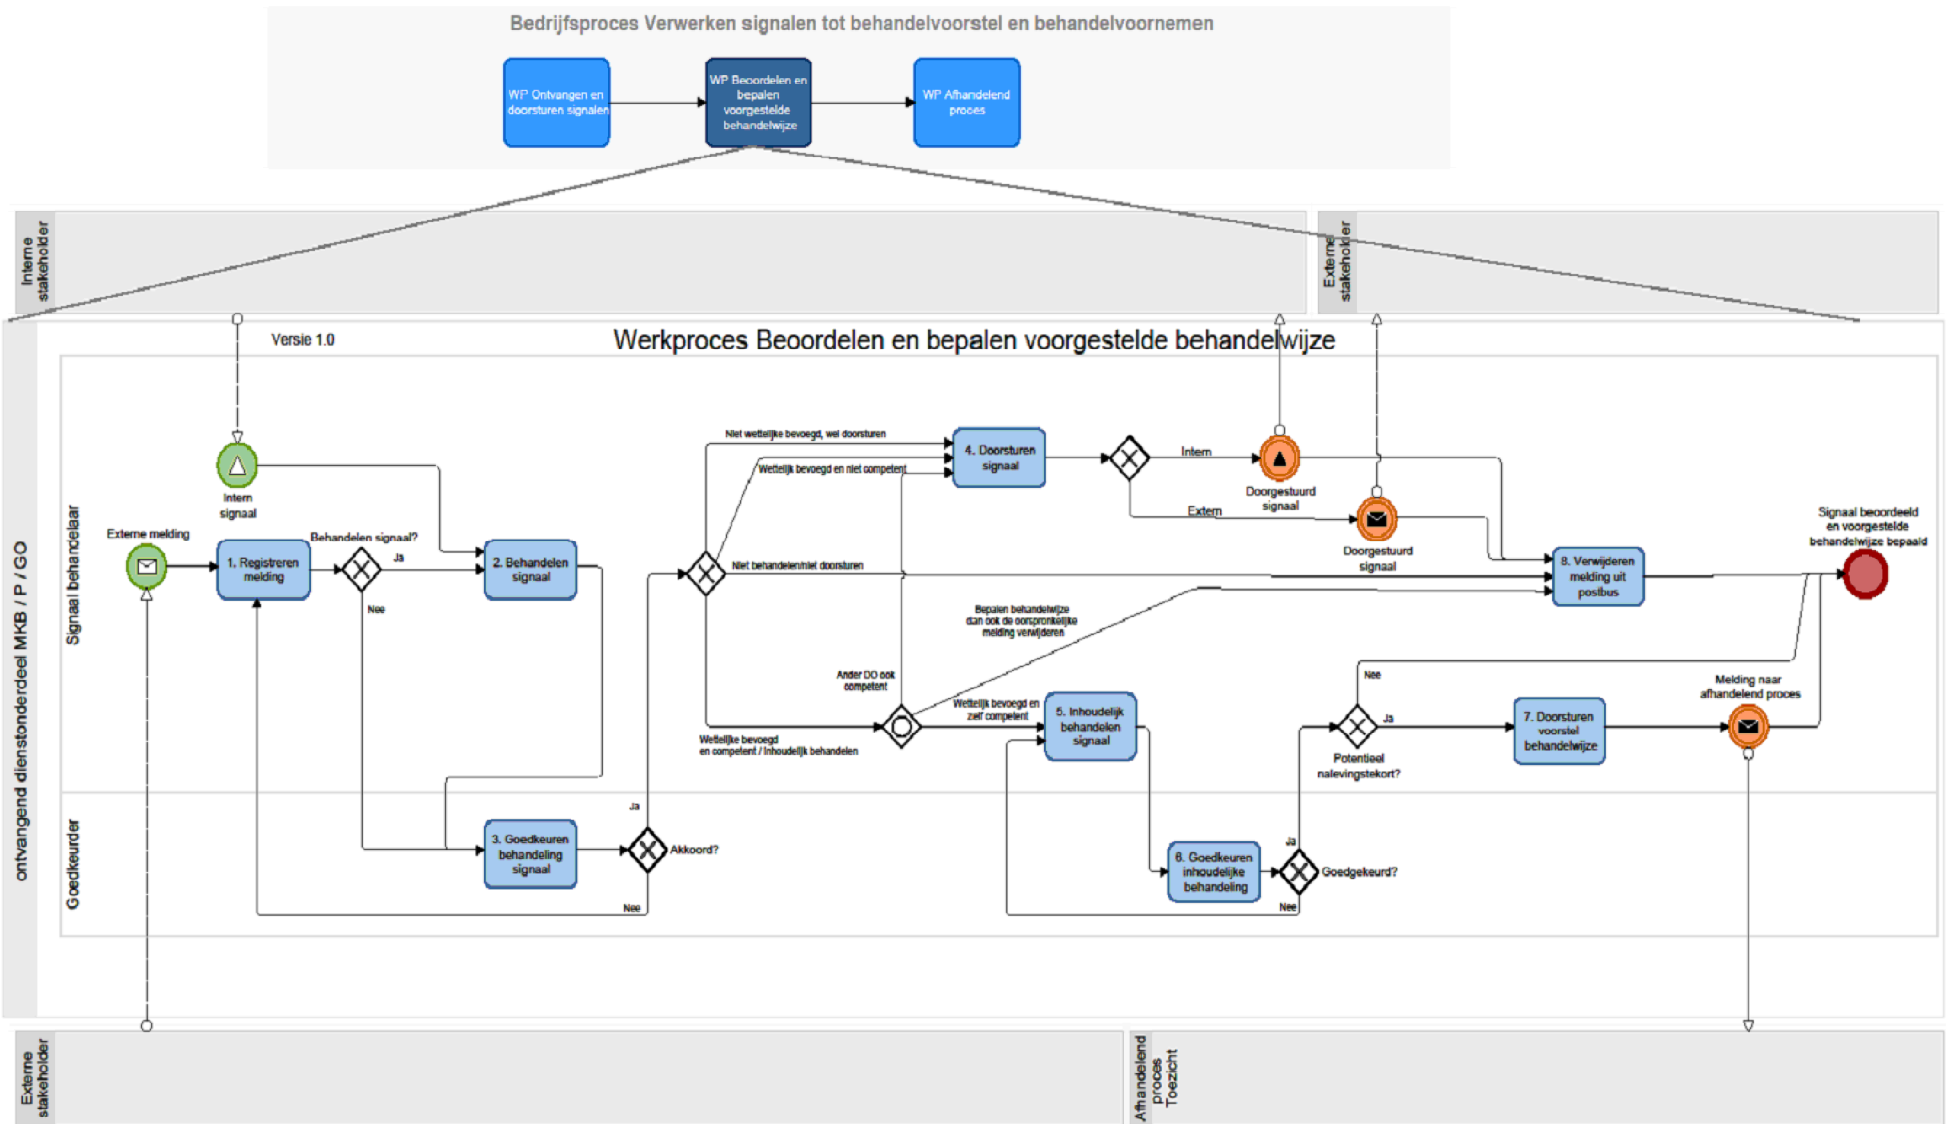 Bedrijfsproces Verwerken signalen tot behandelvoorstel en behandelvoornemen
WP Ontvangen en
doorsturen signalen
WP Beoordelen en
bepalen
voorgestelde
behandelwijze
WP Afhandelend
proces
Interne
stakeholder
Externe
stakeholder
Versie 1.0
Werkproces Beoordelen en bepalen voorgestelde behandelwijze
ontvangend dienstonderdeel MKB / P / GO
Signaal behandelaar
Goedkeurder
Intern
signaal
Externe melding
1. Registreren
melding
Behandelen signaal?
Ja
Nee
2. Behandelen
signaal
3. Goedkeuren
behandeling
signaal
Akkoord?
Ja
Nee
Niet wettelijke bevoegd, wel doorsturen
Wettelijk bevoegd en niet competent
Niet behandelen/niet doorsturen
Wettelijke bevoegd
en competent / Inhoudelijk behandelen
4. Doorsturen
signaal
Intern
Extern
Doorgestuurd
signaal
Doorgestuurd
signaal
Bepalen behandelwijze
dan ook de oorspronkelijke
melding verwijderen
Ander DO ook
competent
Wettelijk bevoegd en
zelf competent
5. Inhoudelijk
behandelen
signaal
6. Goedkeuren
inhoudelijke
behandeling
Goedgekeurd?
Ja
Nee
Potentieel
nalevingstekort?
Nee
Ja
7. Doorsturen
voorstel
behandelwijze
Melding naar
afhandelend proces
8. Verwijderen
melding uit
postbus
Signaal beoordeeld
en voorgestelde
behandelwijze bepaald
Externe
stakeholder
Afhandelend
proces
Toezicht